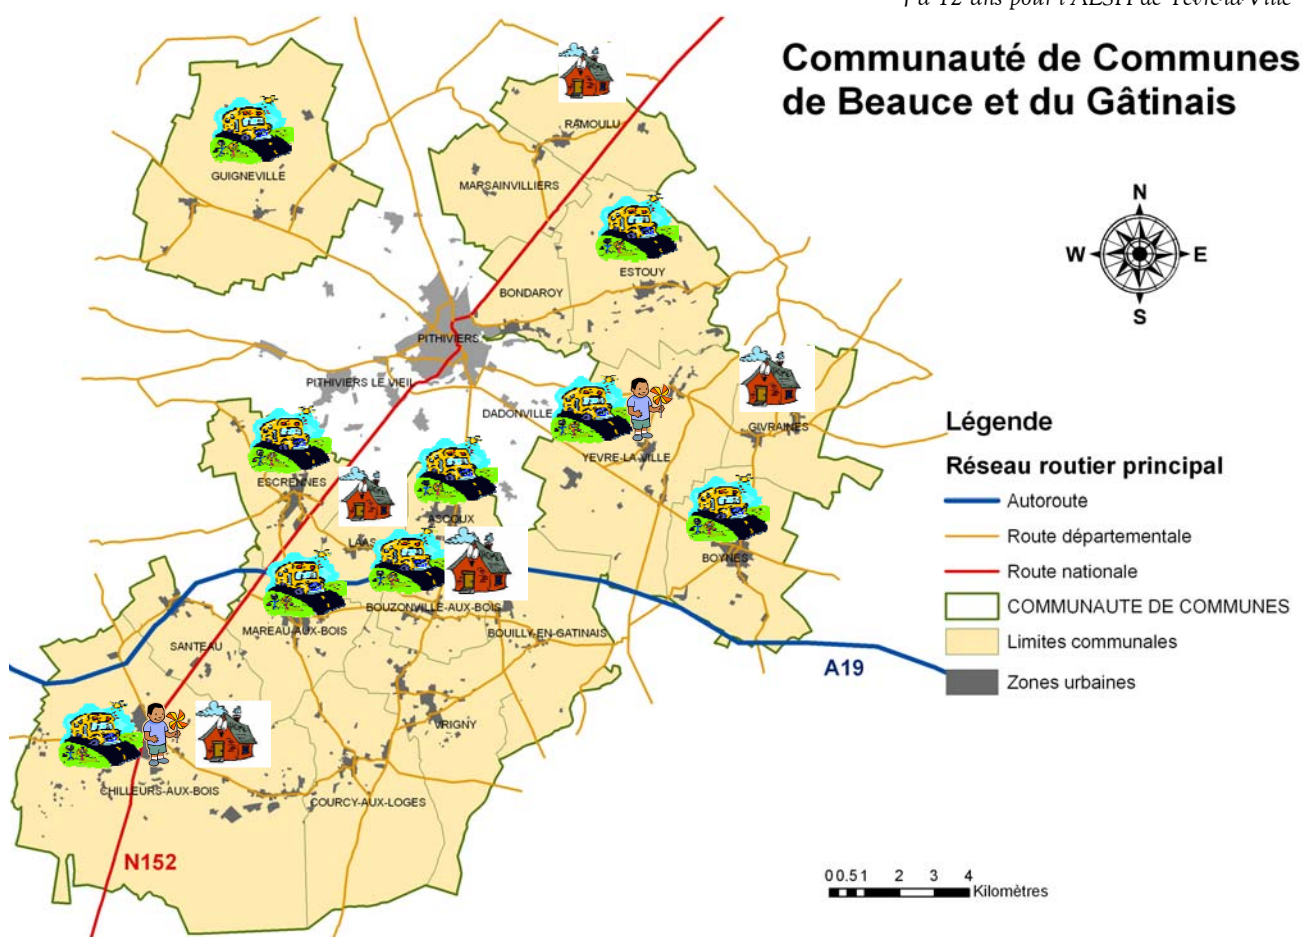 Communauté de Communes
de Beauce et du Gâtinais
RAMOULU
GUIGNEVILLE
MARSAINVILLIERS
N
W
E
S
ESTOUY
BONDAROY
PITHIVIERS
PITHIVIERS LE VIEIL
DADONVILLE
GIVRAINES
YEVRE-LA-VILLE
ESCRENNES
ASCOUX
LAAS
BOYNES
BOUZONVILLE-AUX-BOIS
MAREAU-AUX-BOIS
BOUILLY-EN-GATINAIS
SANTEAU
A19
VRIGNY
CHILLEURS-AUX-BOIS
COURCY-AUX-LOGES
N152
Légende
Réseau routier principal
Autoroute
Route départementale
Route nationale
COMMUNAUTE DE COMMUNES
Limites communales
Zones urbaines
0 0.5 1 2 3 4
Kilomètres